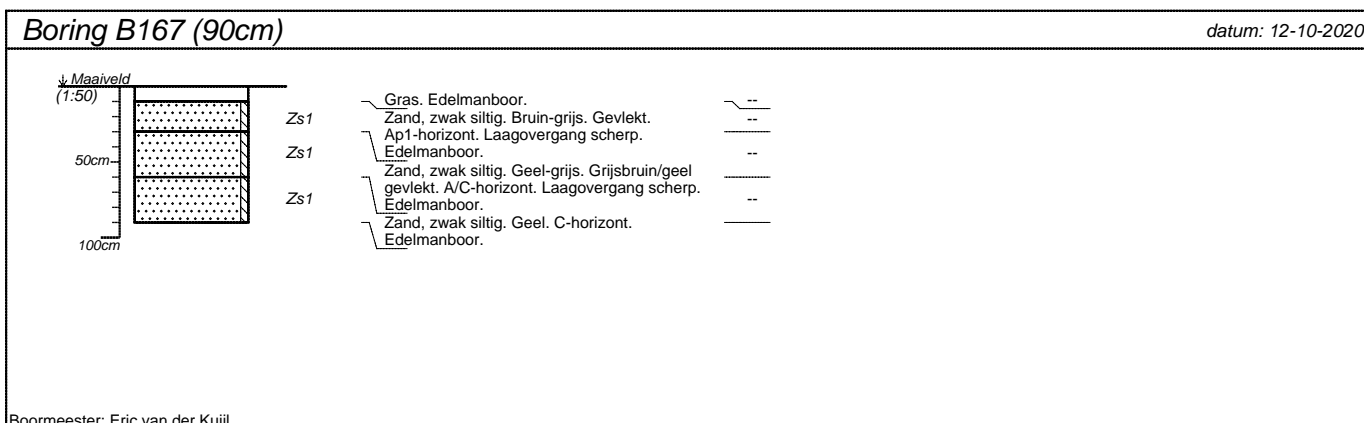 Boring B167 (90cm)
datum: 12-10-2020
Maaiveld
(1:50)
50cm
100cm
Zs1
Zs1
Zs1
Gras. Edelmanboor.
Zand, zwak siltig. Bruin-grijs. Gevlekt.
Ap1-horizont. Laagovergang scherp.
Edelmanboor.
Zand, zwak siltig. Geel-grijs. Grijsbruin/geel
gevlekt. A/C-horizont. Laagovergang scherp.
Edelmanboor.
Zand, zwak siltig. Geel. C-horizont.
Edelmanboor.
--
--
--
--
Boormeester: Eric van der Kuijl